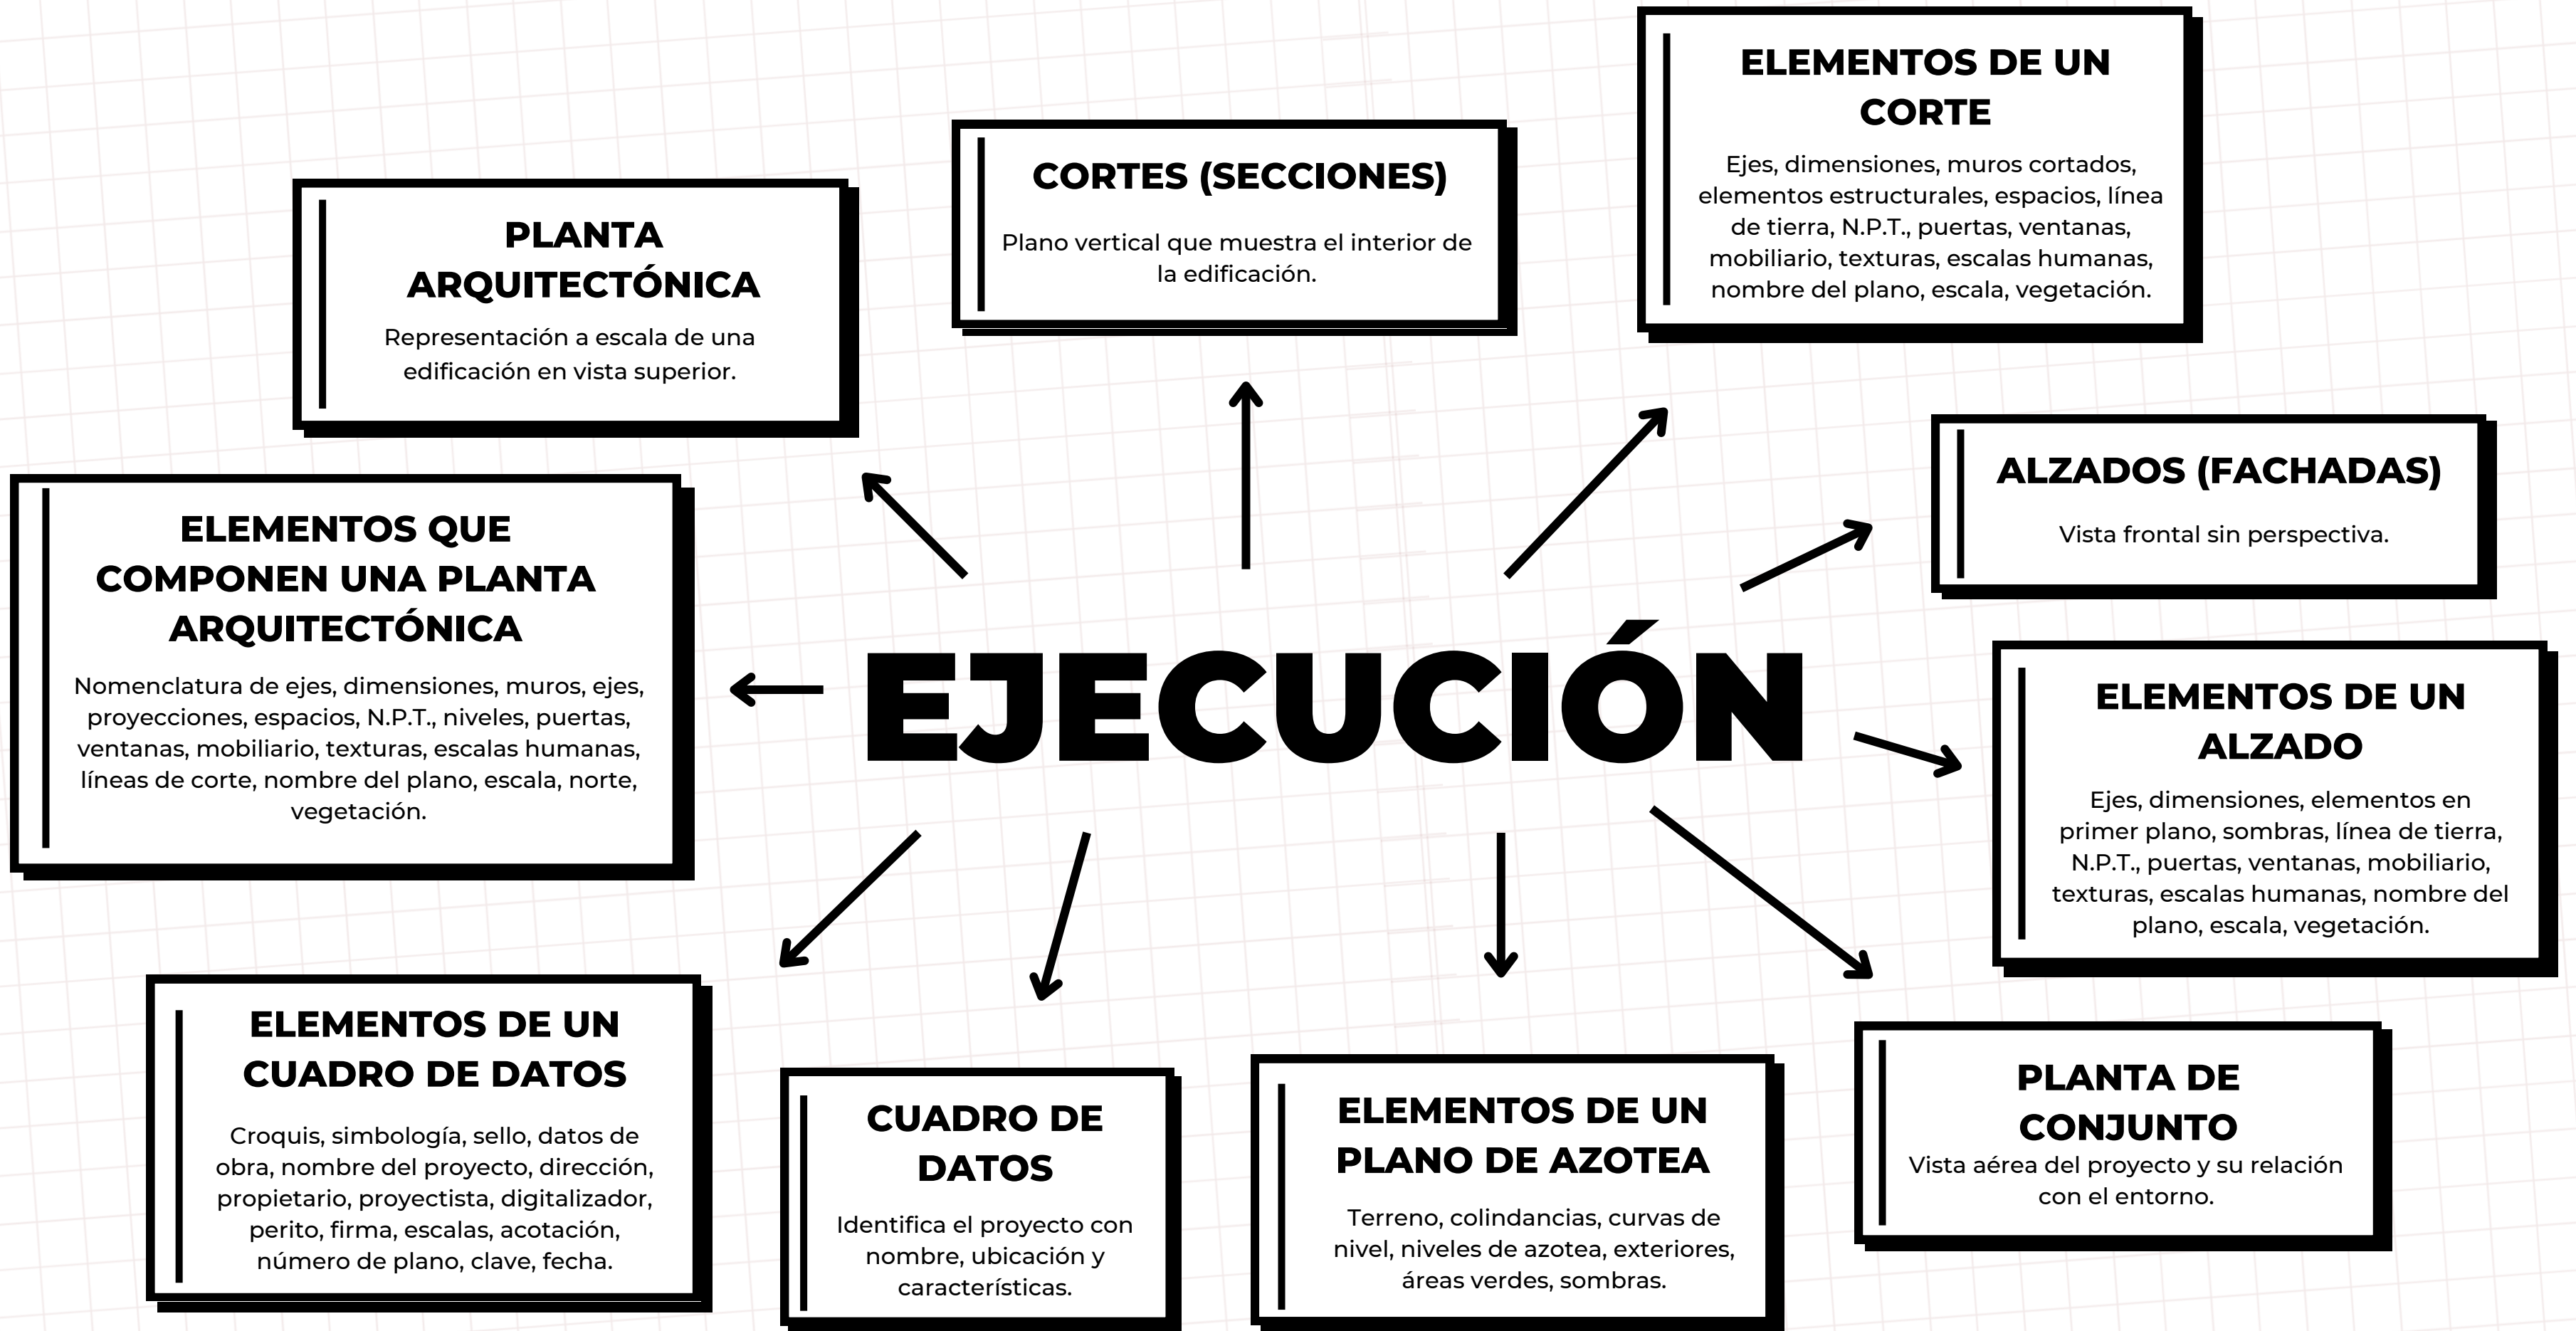 ELEMENTOS DE UN
CORTE
Ejes, dimensiones, muros cortados,
elementos estructurales, espacios, línea
de tierra, N.P.T., puertas, ventanas,
mobiliario, texturas, escalas humanas,
nombre del plano, escala, vegetación.
CORTES (SECCIONES)
Plano vertical que muestra el interior de
la edificación.
PLANTA
ARQUITECTÓNICA
Representación a escala de una
edificación en vista superior.
ALZADOS (FACHADAS)
Vista frontal sin perspectiva.
ELEMENTOS QUE
COMPONEN UNA PLANTA
ARQUITECTÓNICA
Nomenclatura de ejes, dimensiones, muros, ejes,
proyecciones, espacios, N.P.T., niveles, puertas,
ventanas, mobiliario, texturas, escalas humanas,
líneas de corte, nombre del plano, escala, norte,
vegetación.
EJECUCIÓN
ELEMENTOS DE UN
ALZADO
Ejes, dimensiones, elementos en
primer plano, sombras, línea de tierra,
N.P.T., puertas, ventanas, mobiliario,
texturas, escalas humanas, nombre del
plano, escala, vegetación.
ELEMENTOS DE UN
CUADRO DE DATOS
Croquis, simbología, sello, datos de
obra, nombre del proyecto, dirección,
propietario, proyectista, digitalizador,
perito, firma, escalas, acotación,
número de plano, clave, fecha.
CUADRO DE
DATOS
Identifica el proyecto con
nombre, ubicación y
características.
ELEMENTOS DE UN
PLANO DE AZOTEA
Terreno, colindancias, curvas de
nivel, niveles de azotea, exteriores,
áreas verdes, sombras.
PLANTA DE
CONJUNTO
Vista aérea del proyecto y su relación
con el entorno.